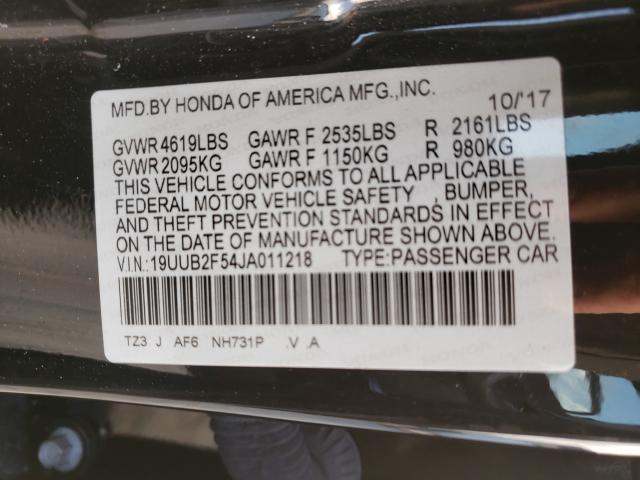 MFD.BY HONDA OF AMERICA MFG.,INC. 10/'17
GVWR 4619LBS GAWR F 2535LBS R 2161LBS
GVWR 2095KG GAWR F 1150KG R 980KG
THIS VEHICLE CONFORMS TO ALL APPLICABLE
FEDERAL MOTOR VEHICLE SAFETY , BUMPER,
AND THEFT PREVENTION STANDARDS IN EFFECT
ON THE DATE OF MANUFACTURE SHOWN ABOVE.
V.I.N.:19UUB2F54JA011218 TYPE:PASSENGER CAR
TZ3 J AF6 NH731P .V .A